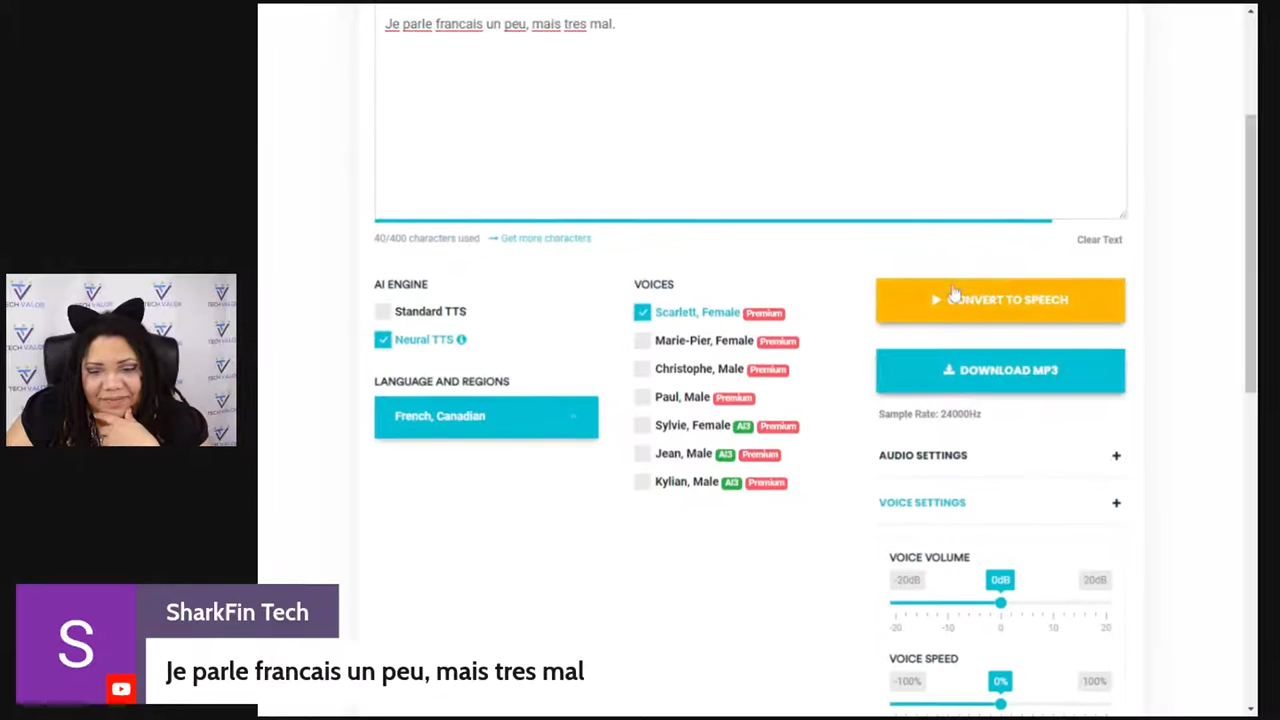 Je parle francais un peu, mais tres mal.
40/400 characters used → Get more characters
Clear Text
AI ENGINE
Standard TTS
Neural TTS
LANGUAGE AND REGIONS
French, Canadian
VOICES
Scarlett, Female Premium
Marie-Pier, Female Premium
Christophe, Male Premium
Paul, Male Premium
Sylvie, Female AI3 Premium
Jean, Male AI3 Premium
Kylian, Male AI3 Premium
CONVERT TO SPEECH
DOWNLOAD MP3
Sample Rate: 24000Hz
AUDIO SETTINGS +
VOICE SETTINGS +
VOICE VOLUME
-20dB 0dB 20dB
-20 -10 0 10 20
VOICE SPEED
-100% 0% 100%
TECH VALOR
S
SharkFin Tech
Je parle francais un peu, mais tres mal